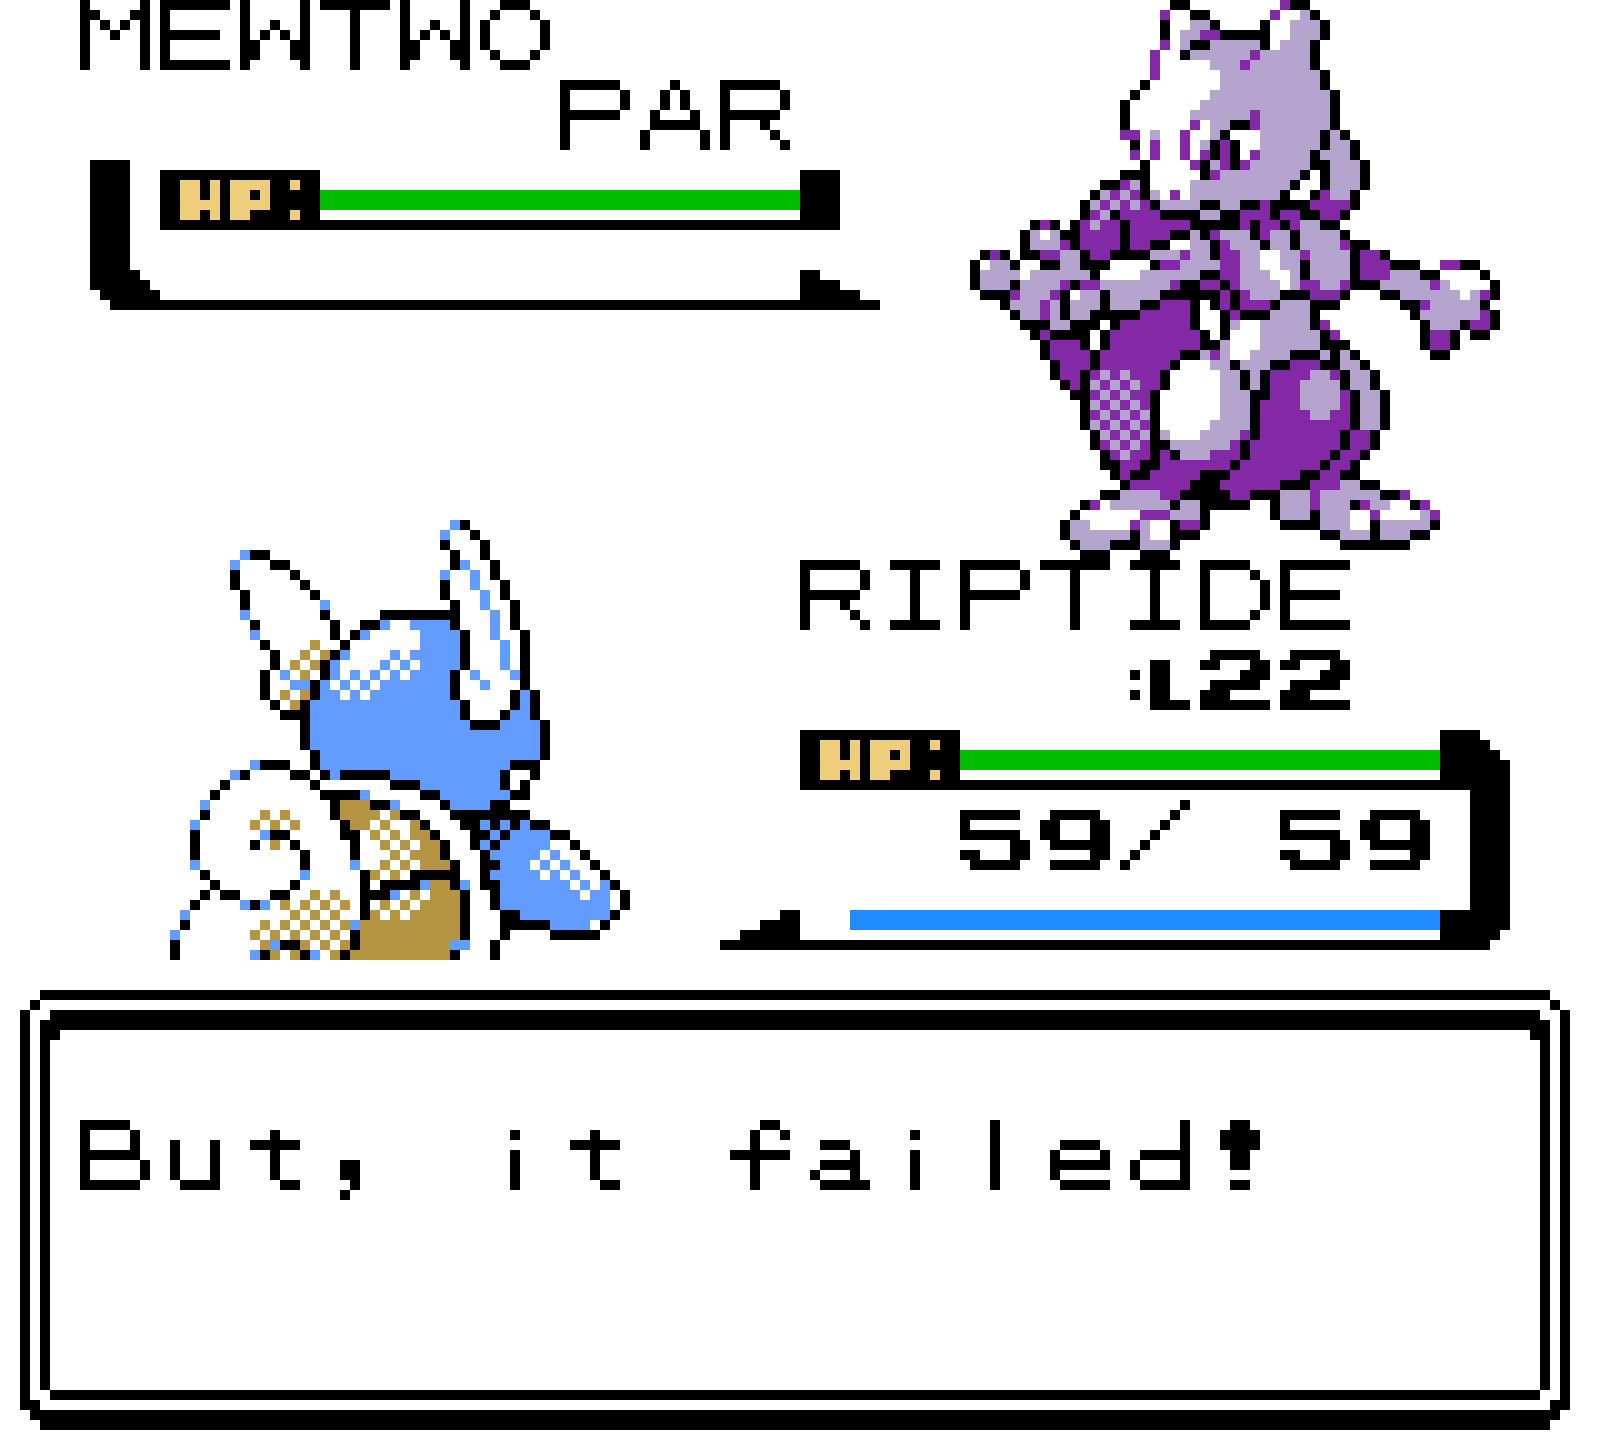 MEWTWO
PAR
HP:
RIPTIDE
:L22
HP:
59/ 59
But, it failed!